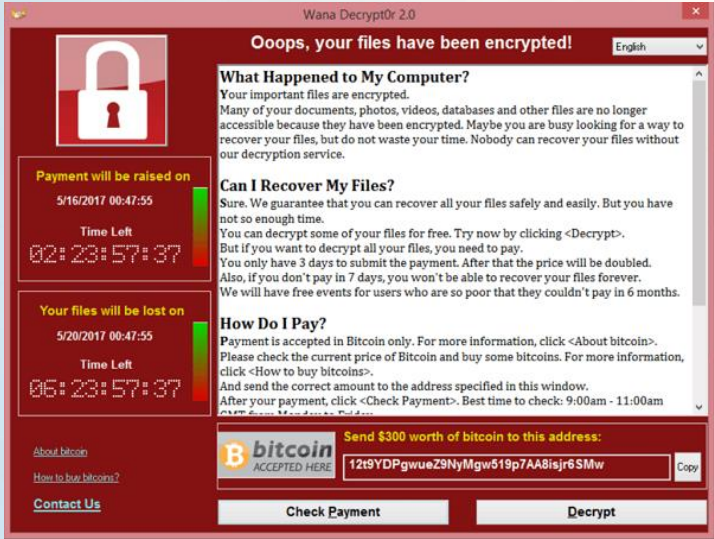 Wana Decrypt0r 2.0
Ooops, your files have been encrypted!
English
What Happened to My Computer?
Your important files are encrypted.
Many of your documents, photos, videos, databases and other files are no longer
accessible because they have been encrypted. Maybe you are busy looking for a way to
recover your files, but do not waste your time. Nobody can recover your files without
our decryption service.
Can I Recover My Files?
Sure. We guarantee that you can recover all your files safely and easily. But you have
not so enough time.
You can decrypt some of your files for free. Try now by clicking <Decrypt>.
But if you want to decrypt all your files, you need to pay.
You only have 3 days to submit the payment. After that the price will be doubled.
Also, if you don't pay in 7 days, you won't be able to recover your files forever.
We will have free events for users who are so poor that they couldn't pay in 6 months.
How Do I Pay?
Payment is accepted in Bitcoin only. For more information, click <About bitcoin>.
Please check the current price of Bitcoin and buy some bitcoins. For more information,
click <How to buy bitcoins>.
And send the correct amount to the address specified in this window.
After your payment, click <Check Payment>. Best time to check: 9:00am - 11:00am
GMT from Monday to Friday
Payment will be raised on
5/16/2017 00:47:55
Time Left
02:23:57:37
Your files will be lost on
5/20/2017 00:47:55
Time Left
06:23:57:37
About bitcoin
How to buy bitcoins?
Contact Us
bitcoin
ACCEPTED HERE
Send $300 worth of bitcoin to this address:
12t9YDPgwueZ9NyMgw519p7AA8isjr6SMw
Copy
Check Payment
Decrypt